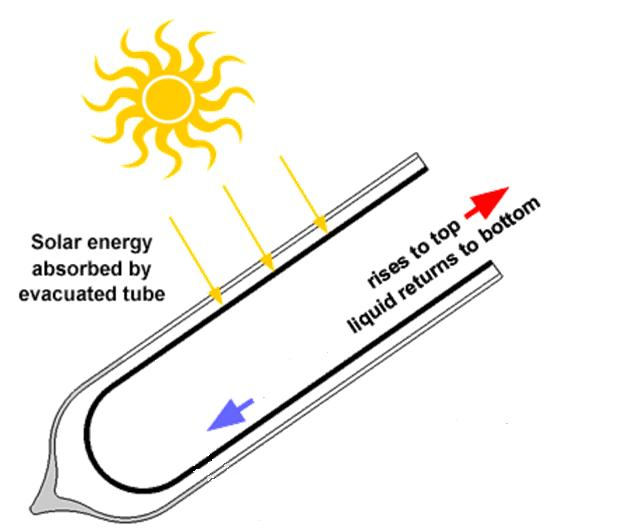 Solar energy
absorbed by
evacuated tube
rises to top
liquid returns to bottom